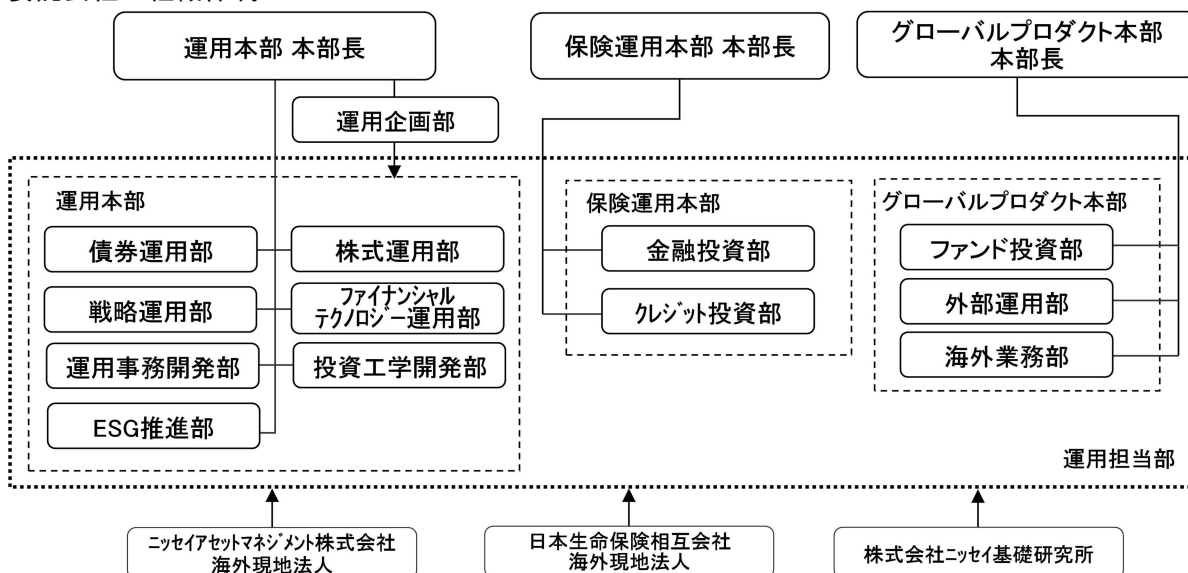 運用本部 本部長
保険運用本部 本部長
グローバルプロダクト本部
本部長
運用企画部
運用本部
債券運用部
株式運用部
戦略運用部
ファイナンシャル
テクノロジー運用部
運用事務開発部
投資工学開発部
ESG推進部
保険運用本部
金融投資部
クレジット投資部
グローバルプロダクト本部
ファンド投資部
外部運用部
海外業務部
運用担当部
ニッセイアセットマネジメント株式会社
海外現地法人
日本生命保険相互会社
海外現地法人
株式会社ニッセイ基礎研究所